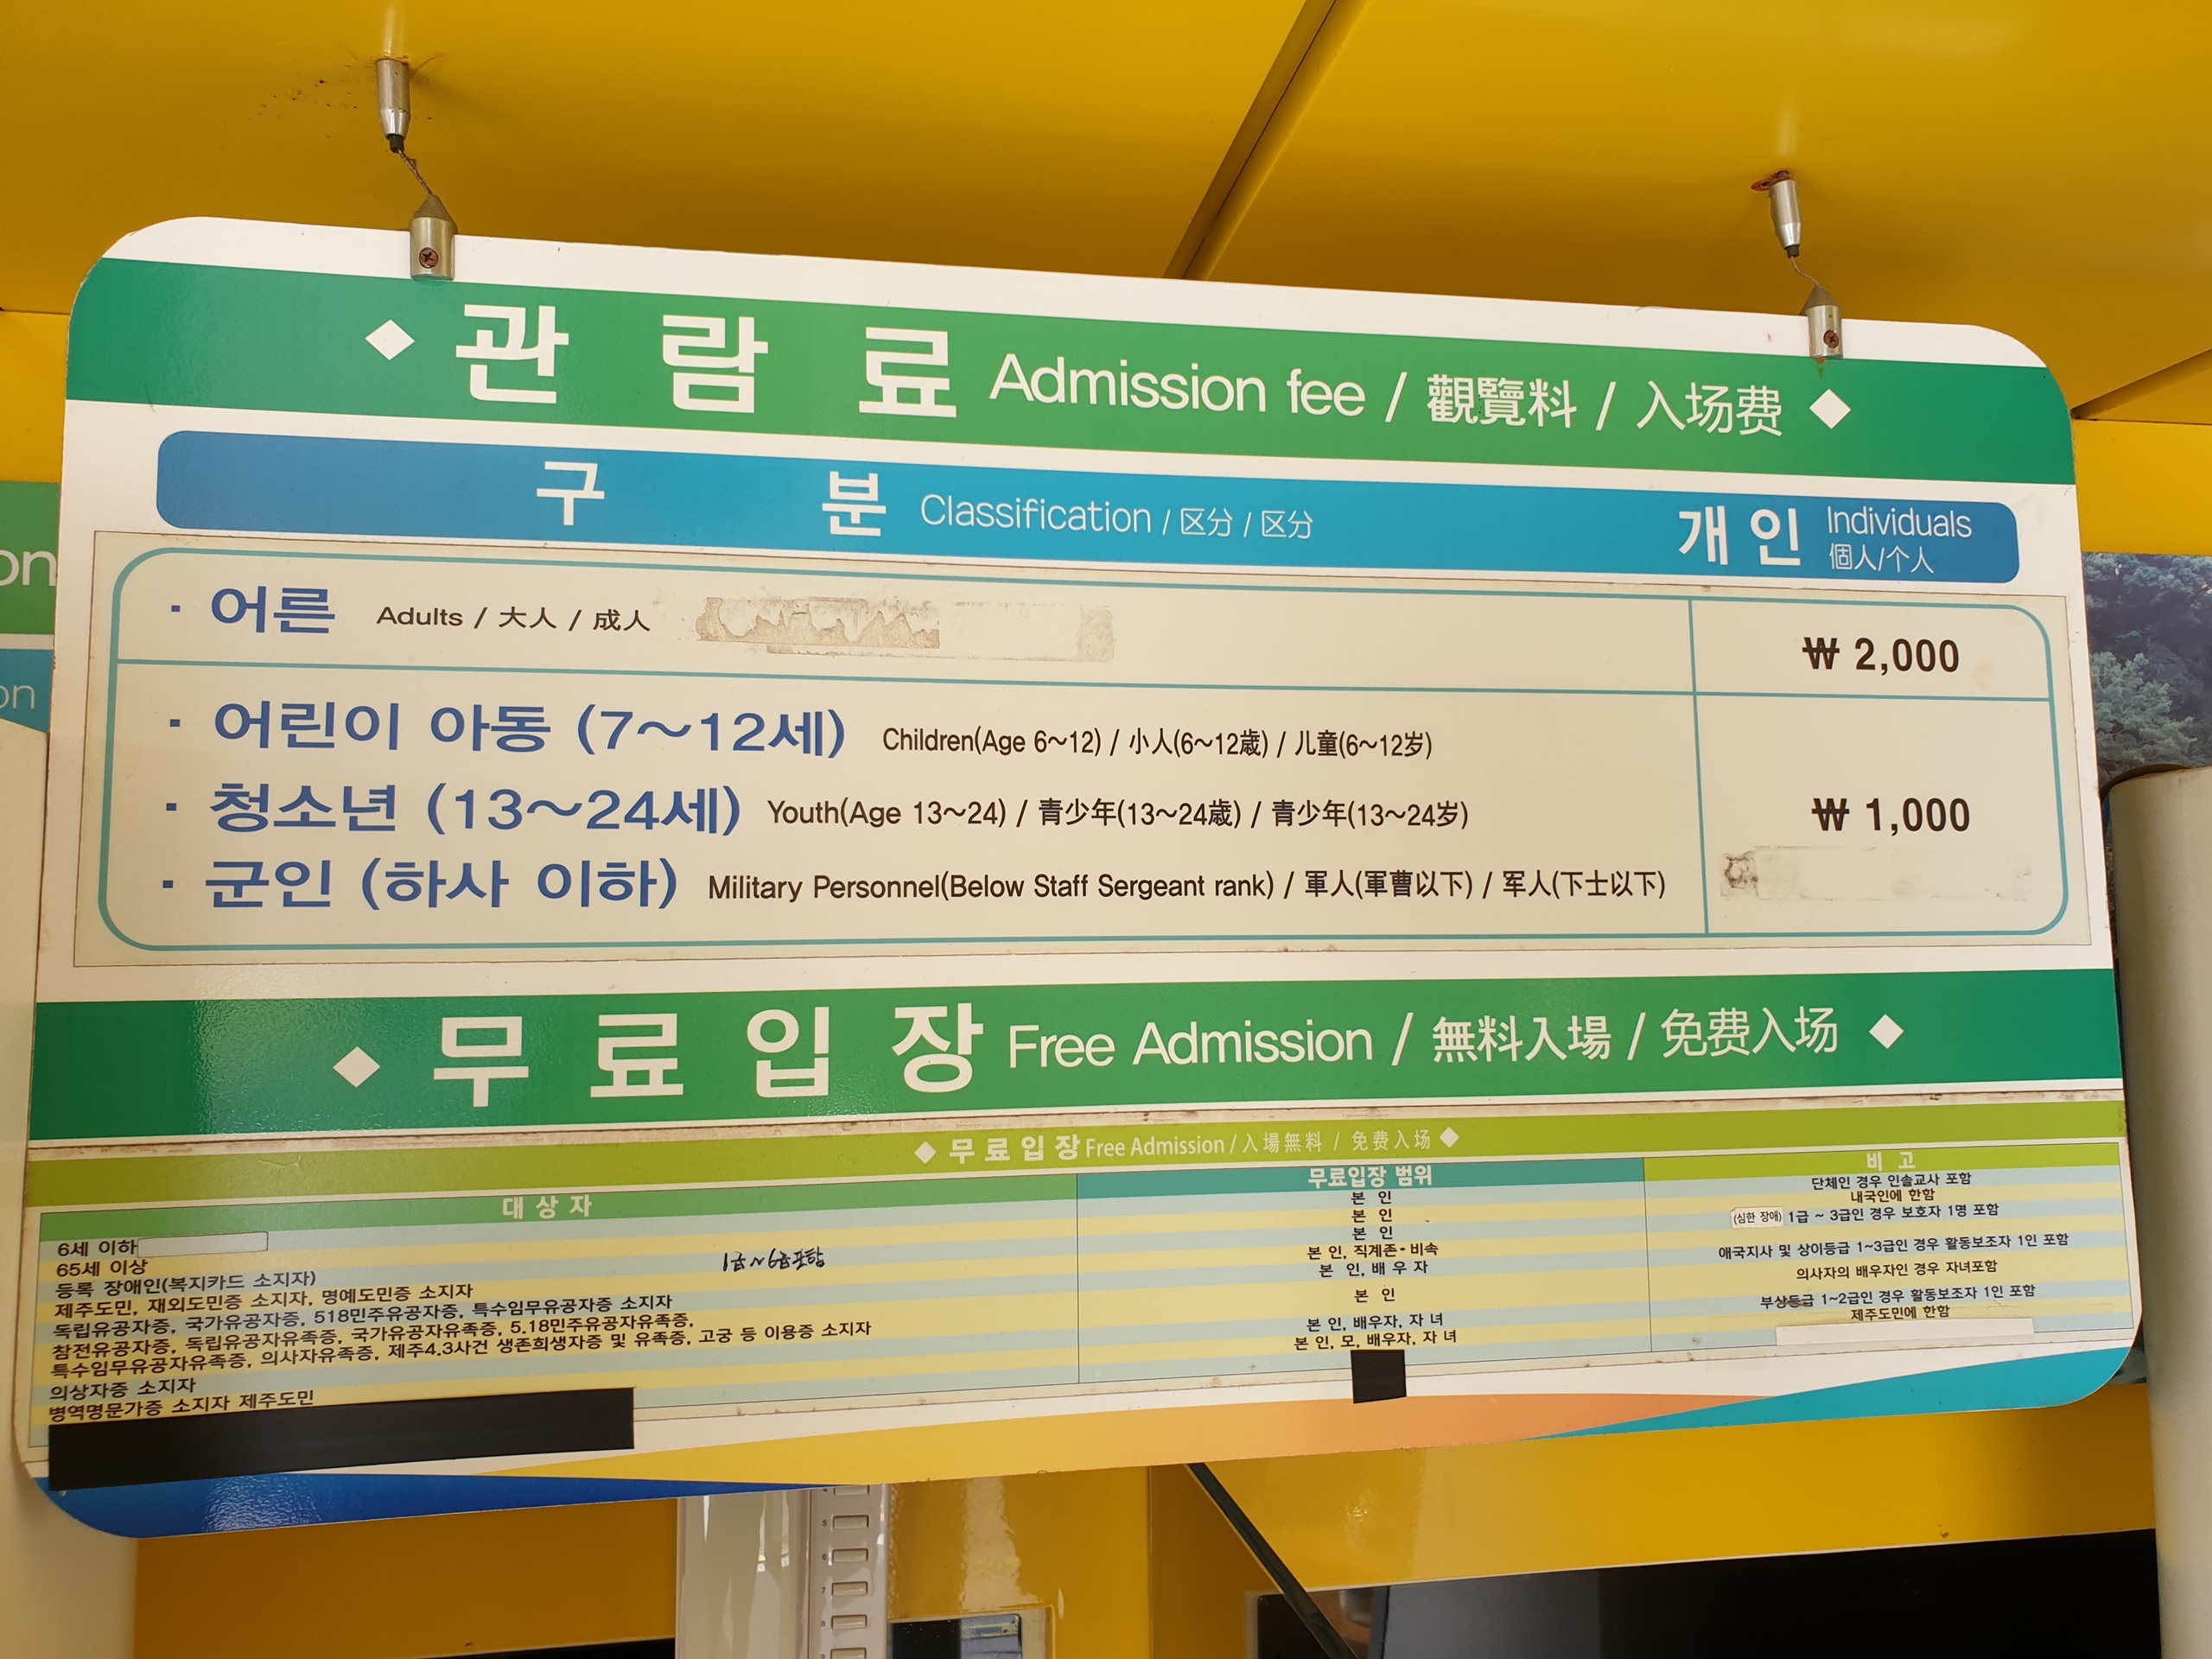 ◆ 관 람 료 Admission fee / 觀覽料 / 入场费 ◆
구 분 Classification / 区分 / 区分
개 인 Individuals
個人/个人
· 어른 Adults / 大人 / 成人
₩ 2,000
· 어린이 아동 (7~12세) Children(Age 6~12) / 小人(6~12歳) / 儿童(6~12岁)
· 청소년 (13~24세) Youth(Age 13~24) / 青少年(13~24歳) / 青少年(13~24岁)
₩ 1,000
· 군인 (하사 이하) Military Personnel(Below Staff Sergeant rank) / 軍人(軍曹以下) / 军人(下士以下)
◆ 무 료 입 장 Free Admission / 無料入場 / 免费入场 ◆
◆ 무 료 입 장 Free Admission / 入場無料 / 免费入场 ◆
대 상 자
6세 이하
65세 이상
등록 장애인(복지카드 소지자) 1급~6급포함
제주도민, 재외도민증 소지자, 명예도민증 소지자
독립유공자증, 국가유공자증, 518민주유공자증, 특수임무유공자증 소지자
참전유공자증, 독립유공자유족증, 국가유공자유족증, 5.18민주유공자유족증,
특수임무유공자유족증, 의사자유족증, 제주4.3사건 생존희생자증 및 유족증, 고궁 등 이용증 소지자
의상자증 소지자
병역명문가증 소지자 제주도민
무료입장 범위
본 인
본 인
본 인
본 인, 직계존·비속
본 인, 배 우 자
본 인
본 인, 배우자, 자 녀
본 인, 모, 배우자, 자 녀
비 고
단체인 경우 인솔교사 포함
내국인에 한함
(심한 장애) 1급 ~ 3급인 경우 보호자 1명 포함
애국지사 및 상이등급 1~3급인 경우 활동보조자 1인 포함
의사자의 배우자인 경우 자녀포함
부상등급 1~2급인 경우 활동보조자 1인 포함
제주도민에 한함
on
on